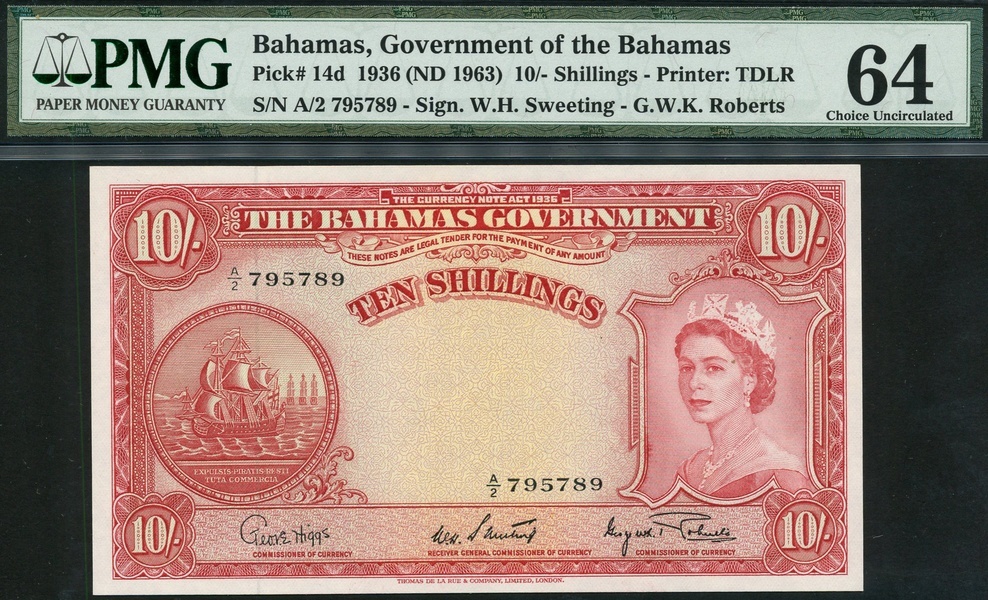 PMG
PAPER MONEY GUARANTY
Bahamas, Government of the Bahamas
Pick# 14d 1936 (ND 1963) 10/- Shillings - Printer: TDLR
S/N A/2 795789 - Sign. W.H. Sweeting - G.W.K. Roberts
64
Choice Uncirculated
THE CURRENCY NOTE ACT 1936
10/-
THE BAHAMAS GOVERNMENT
10/-
THESE NOTES ARE LEGAL TENDER FOR THE PAYMENT OF ANY AMOUNT
A/2 795789
TEN SHILLINGS
EXPULSIS·PIRATIS·RESTI
TUTA COMMERCIA
A/2 795789
10/-
Geo. Higgs
COMMISSIONER OF CURRENCY
RECEIVER GENERAL COMMISSIONER OF CURRENCY
COMMISSIONER OF CURRENCY
10/-
THOMAS DE LA RUE & COMPANY, LIMITED, LONDON.